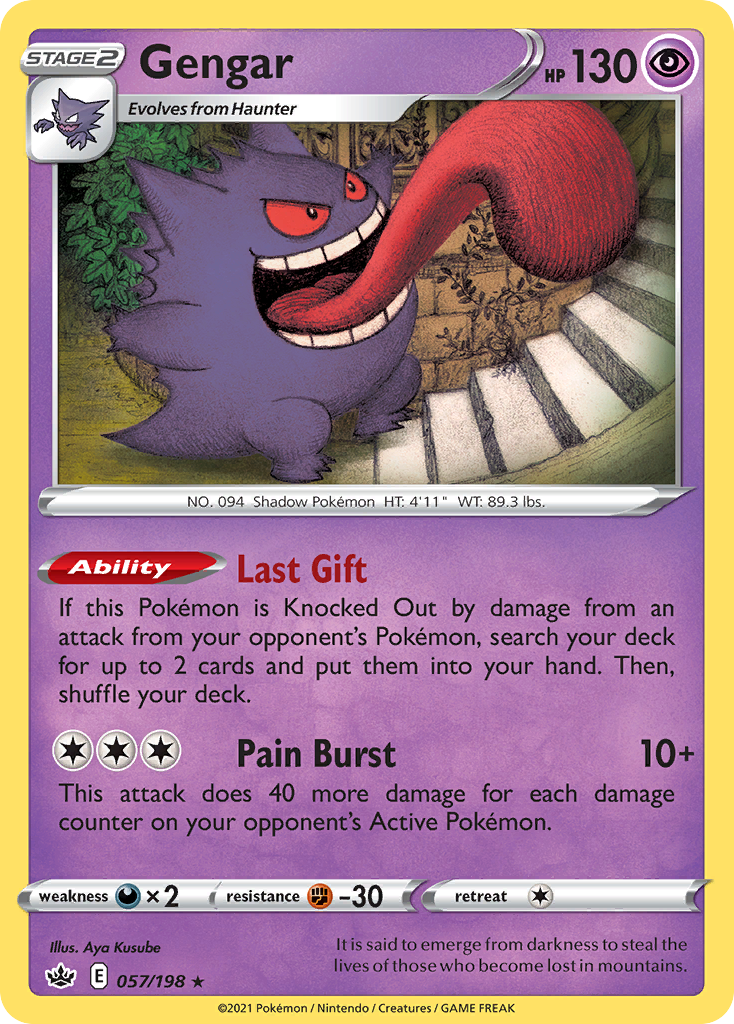 STAGE 2
Gengar
HP 130
Evolves from Haunter
NO. 094 Shadow Pokémon HT: 4'11" WT: 89.3 lbs.
Ability Last Gift
If this Pokémon is Knocked Out by damage from an
attack from your opponent's Pokémon, search your deck
for up to 2 cards and put them into your hand. Then,
shuffle your deck.
Pain Burst 10+
This attack does 40 more damage for each damage
counter on your opponent's Active Pokémon.
weakness ×2 resistance -30 retreat
Illus. Aya Kusube
It is said to emerge from darkness to steal the
lives of those who become lost in mountains.
E 057/198 ★
©2021 Pokémon / Nintendo / Creatures / GAME FREAK